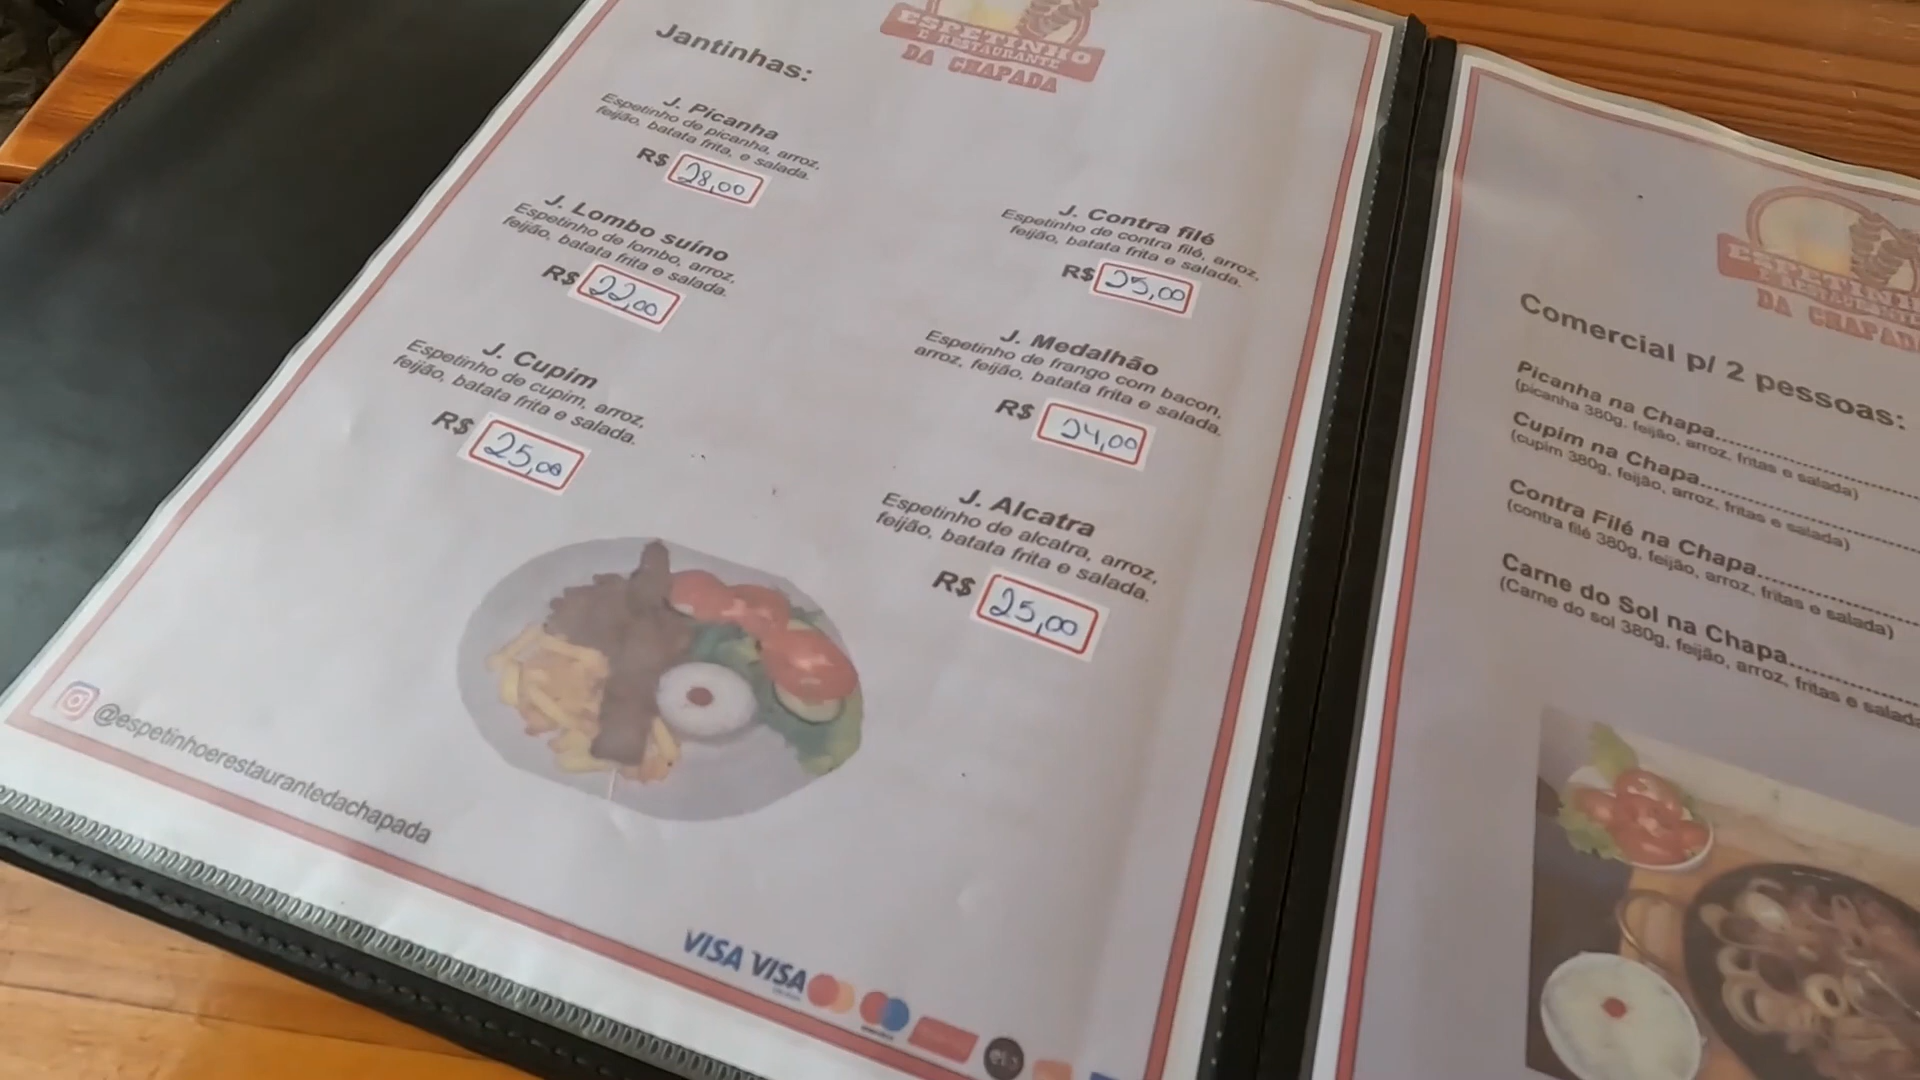 ESPETINHO
E RESTAURANTE
DA CHAPADA
Jantinhas:
J. Picanha
Espetinho de picanha, arroz,
feijão, batata frita, e salada.
R$ 28,00
J. Lombo suíno
Espetinho de lombo, arroz,
feijão, batata frita e salada.
R$ 22,00
J. Cupim
Espetinho de cupim, arroz,
feijão, batata frita e salada.
R$ 25,00
J. Contra filé
Espetinho de contra filé, arroz,
feijão, batata frita e salada.
R$ 25,00
J. Medalhão
Espetinho de frango com bacon,
arroz, feijão, batata frita e salada.
R$ 24,00
J. Alcatra
Espetinho de alcatra, arroz,
feijão, batata frita e salada.
R$ 25,00
@espetinhoerestaurantedachapada
VISA VISA
elo
DA CHAPADA
Comercial p/ 2 pessoas:
Picanha na Chapa
(picanha 380g, feijão, arroz, fritas e salada)
Cupim na Chapa
(cupim 380g, feijão, arroz, fritas e salada)
Contra Filé na Chapa
(contra filé 380g, feijão, arroz, fritas e salada)
Carne do Sol na Chapa
(Carne do sol 380g, feijão, arroz, fritas e salada